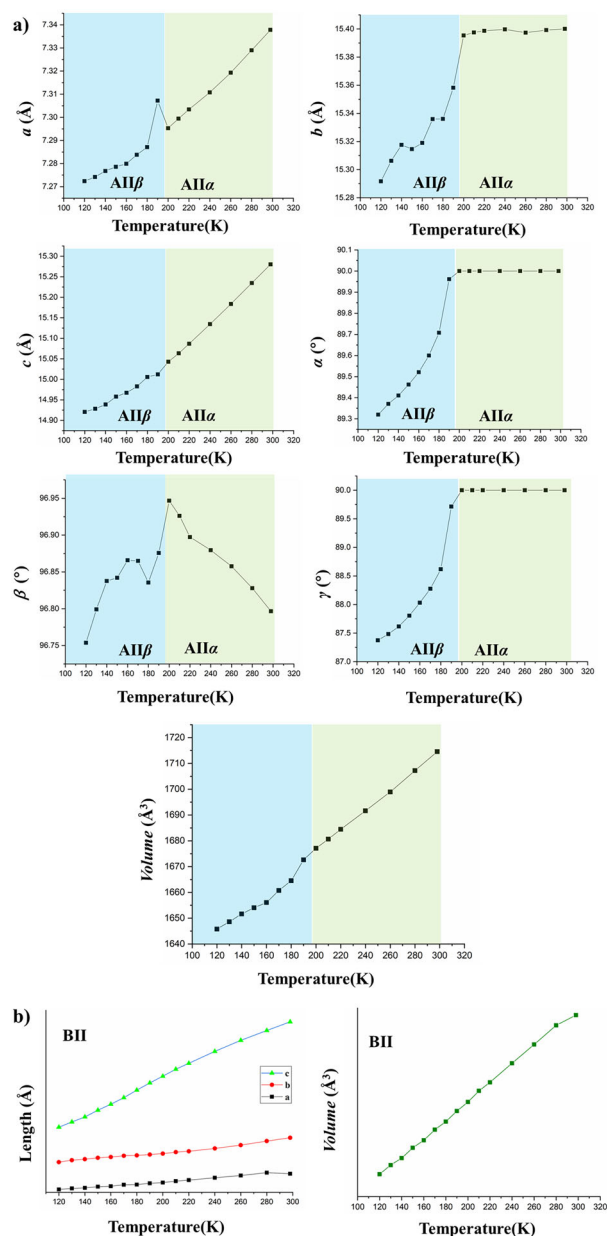 a)
7.34
7.33
7.32
7.31
7.30
7.29
7.28
7.27
a (Å)
AIIβ
AIIα
100 120 140 160 180 200 220 240 260 280 300 320
Temperature(K)
15.40
15.40
15.36
15.32
15.30
15.28
b (Å)
AIIβ
AIIα
100 120 140 160 180 200 220 240 260 280 300 320
Temperature(K)
15.30
15.25
15.20
15.15
15.10
15.05
15.00
14.95
14.90
c (Å)
AIIβ
AIIα
100 120 140 160 180 200 220 240 260 280 300 320
Temperature(K)
90.1
90.0
89.9
89.8
89.7
89.6
89.5
89.4
89.3
α (°)
AIIβ
AIIα
100 120 140 160 180 200 220 240 260 280 300 320
Temperature(K)
96.95
96.90
96.85
96.80
96.75
β (°)
AIIβ
AIIα
100 120 140 160 180 200 220 240 260 280 300 320
Temperature(K)
90.0
89.5
89.0
88.5
88.0
87.5
87.0
γ (°)
AIIβ
AIIα
100 120 140 160 180 200 220 240 260 280 300 320
Temperature(K)
1720
1710
1700
1690
1680
1670
1660
1650
1640
Volume (Å³)
100 120 140 160 180 200 220 240 260 280 300 320
Temperature(K)
b)
BII
c
b
a
Length (Å)
120 140 160 180 200 220 240 260 280 300
Temperature(K)
BII
Volume (Å³)
100 120 140 160 180 200 220 240 260 280 300
Temperature(K)